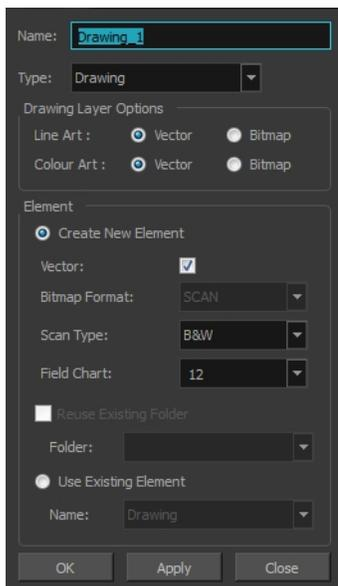 Name: Drawing_1
Type: Drawing
Drawing Layer Options
Line Art : Vector Bitmap
Colour Art : Vector Bitmap
Element
Create New Element
Vector:
Bitmap Format: SCAN
Scan Type: B&W
Field Chart: 12
Reuse Existing Folder
Folder:
Use Existing Element
Name: Drawing
OK Apply Close